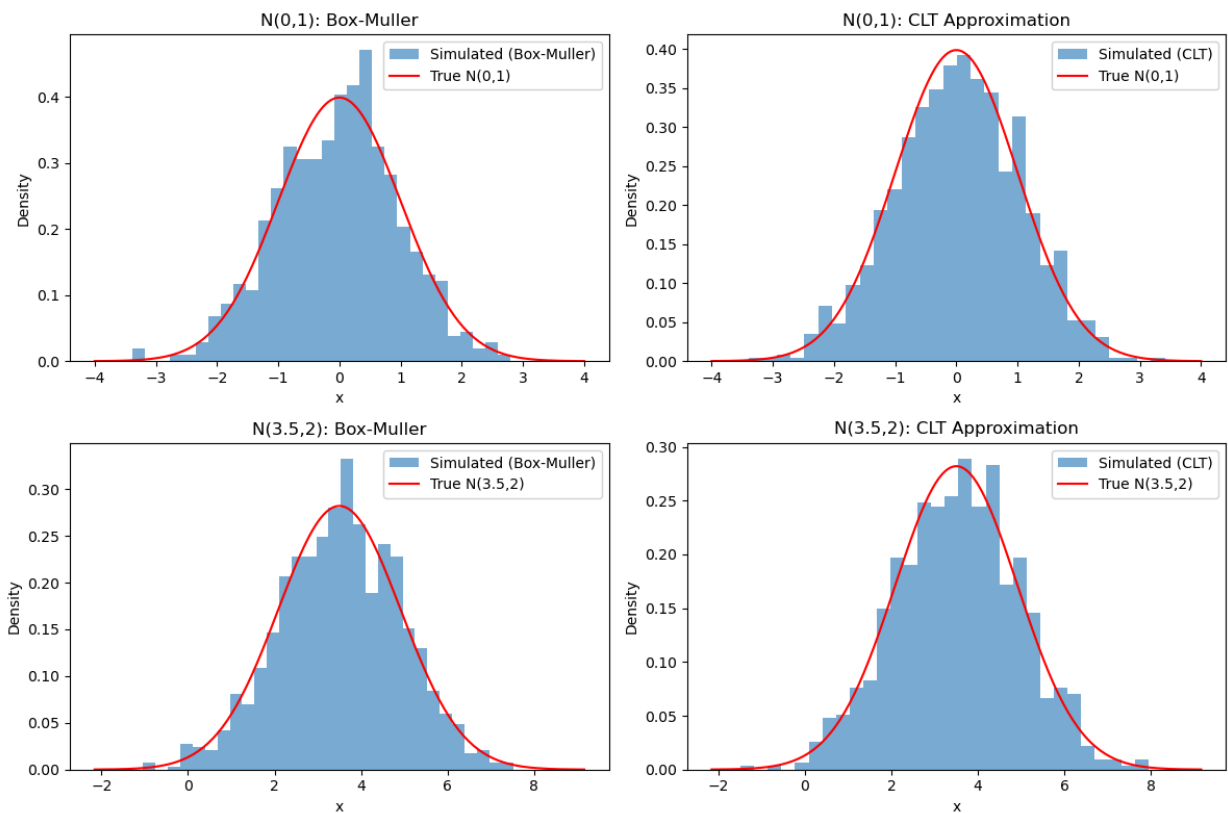 N(0,1): Box-Muller
Simulated (Box-Muller)
True N(0,1)
Density
0.4
0.3
0.2
0.1
0.0
−4 −3 −2 −1 0 1 2 3 4
x
N(0,1): CLT Approximation
Simulated (CLT)
True N(0,1)
Density
0.40
0.35
0.30
0.25
0.20
0.15
0.10
0.05
0.00
−4 −3 −2 −1 0 1 2 3 4
x
N(3.5,2): Box-Muller
Simulated (Box-Muller)
True N(3.5,2)
Density
0.30
0.25
0.20
0.15
0.10
0.05
0.00
−2 0 2 4 6 8
x
N(3.5,2): CLT Approximation
Simulated (CLT)
True N(3.5,2)
Density
0.30
0.25
0.20
0.15
0.10
0.05
0.00
−2 0 2 4 6 8
x